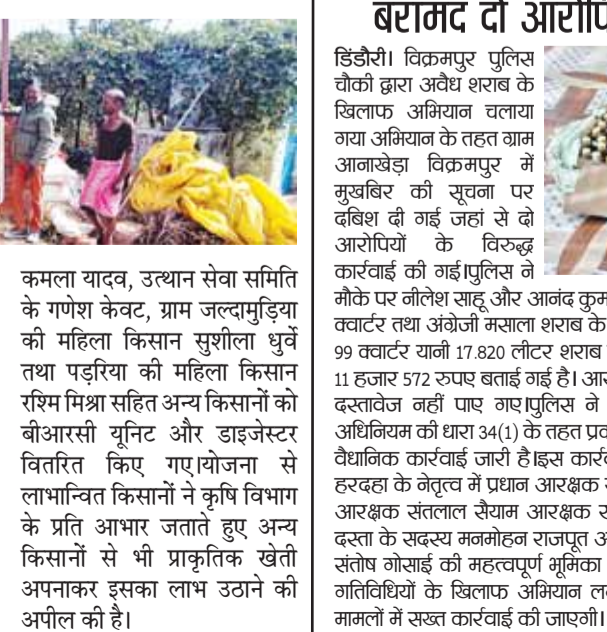 कमला यादव, उत्थान सेवा समिति
के गणेश केवट, ग्राम जल्दामुड़िया
की महिला किसान सुशीला धुर्वे
तथा पड़रिया की महिला किसान
रश्मि मिश्रा सहित अन्य किसानों को
बीआरसी यूनिट और डाइजेस्टर
वितरित किए गए।योजना से
लाभान्वित किसानों ने कृषि विभाग
के प्रति आभार जताते हुए अन्य
किसानों से भी प्राकृतिक खेती
अपनाकर इसका लाभ उठाने की
अपील की है।
बरामद दो
डिंडौरी। विक्रमपुर पुलिस
चौकी द्वारा अवैध शराब के
खिलाफ अभियान चलाया
गया अभियान के तहत ग्राम
आनाखेड़ा विक्रमपुर में
मुखबिर की सूचना पर
दबिश दी गई जहां से दो
आरोपियों के विरुद्ध
कार्रवाई की गई।पुलिस ने
मौके पर नीलेश साहू और आनंद
क्वार्टर तथा अंग्रेजी मसाला शराब के
99 क्वार्टर यानी 17.820 लीटर शराब
11 हजार 572 रुपए बताई गई है।
दस्तावेज नहीं पाए गए।पुलिस ने
अधिनियम की धारा 34(1) के तहत
वैधानिक कार्रवाई जारी है।इस
हरदहा के नेतृत्व में प्रधान आरक्षक
आरक्षक संतलाल सैयाम आरक्षक
दस्ता के सदस्य मनमोहन राजपूत
संतोष गोसाई की महत्वपूर्ण भूमिका
गतिविधियों के खिलाफ अभियान
मामलों में सख्त कार्रवाई की जाएगी।